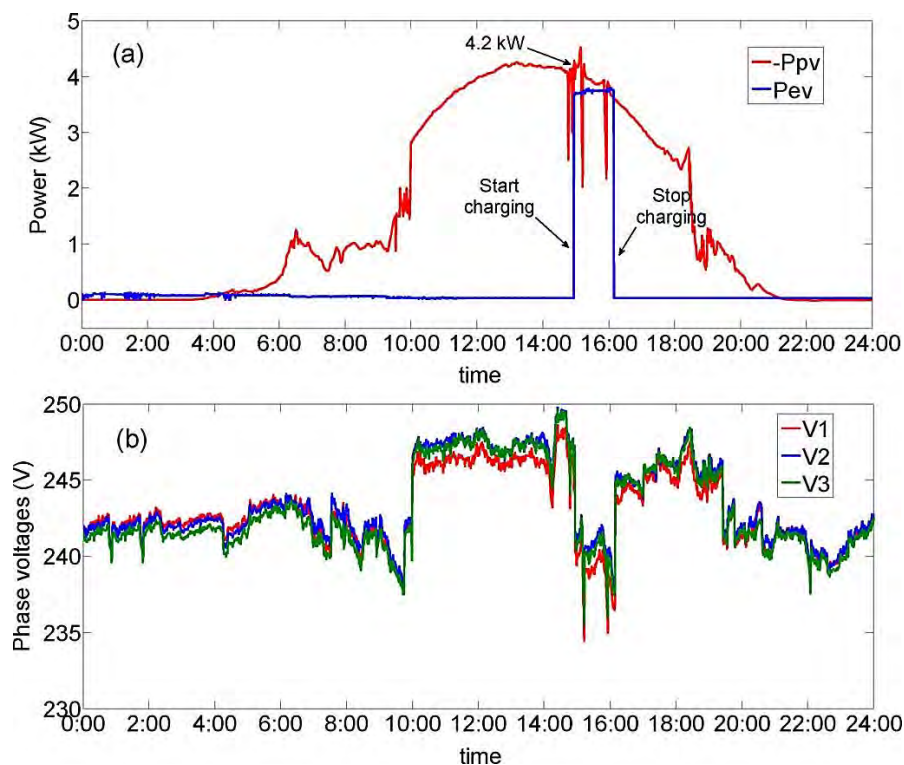 (a)
4.2 kW
-Ppv
Pev
Start
charging
Stop
charging
Power (kW)
5
4
3
2
1
0
0:00 2:00 4:00 6:00 8:00 10:00 12:00 14:00 16:00 18:00 20:00 22:00 24:00
time
(b)
V1
V2
V3
Phase voltages (V)
250
245
240
235
230
0:00 2:00 4:00 6:00 8:00 10:00 12:00 14:00 16:00 18:00 20:00 22:00 24:00
time